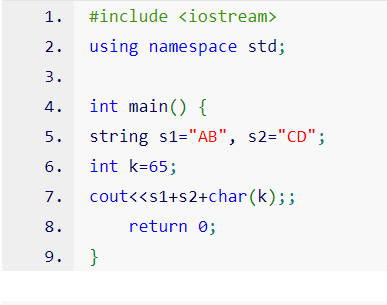 1. #include <iostream>
2. using namespace std;
3.
4. int main() {
5. string s1="AB", s2="CD";
6. int k=65;
7. cout<<s1+s2+char(k);;
8.     return 0;
9. }